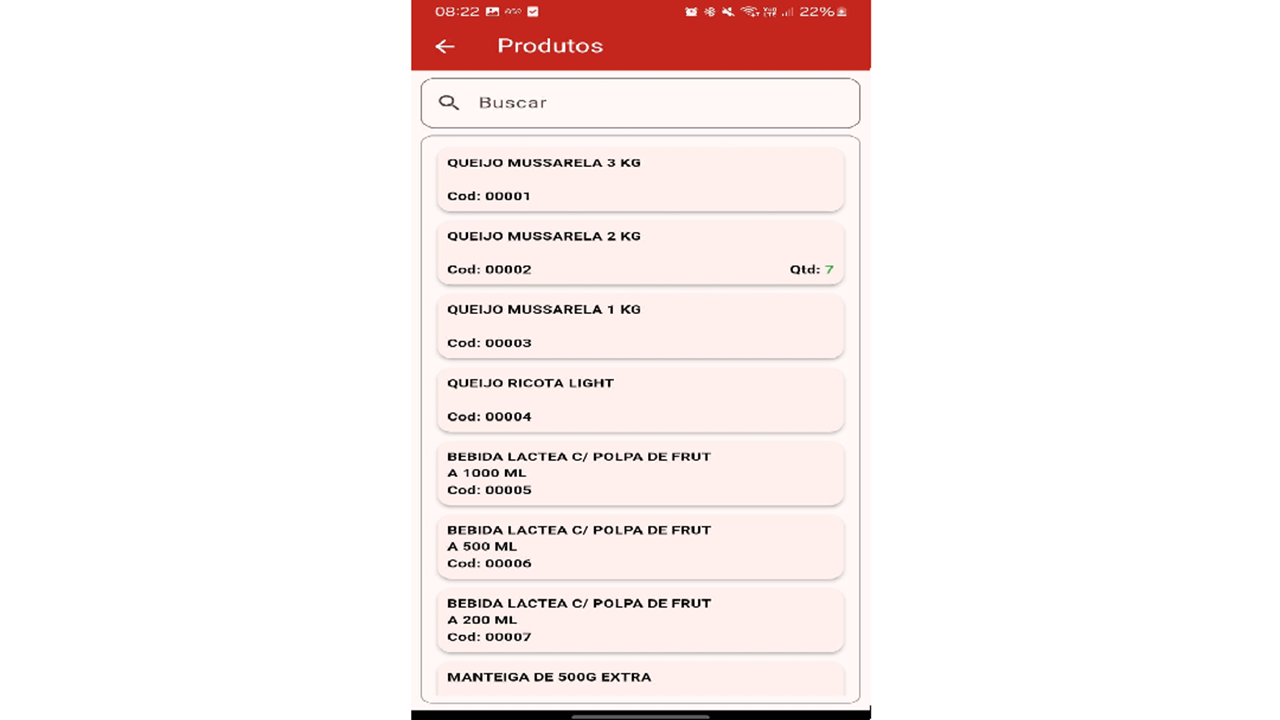 08:22 22%
Produtos
Buscar
QUEIJO MUSSARELA 3 KG
Cod: 00001
QUEIJO MUSSARELA 2 KG
Cod: 00002 Qtd: 7
QUEIJO MUSSARELA 1 KG
Cod: 00003
QUEIJO RICOTA LIGHT
Cod: 00004
BEBIDA LACTEA C/ POLPA DE FRUT
A 1000 ML
Cod: 00005
BEBIDA LACTEA C/ POLPA DE FRUT
A 500 ML
Cod: 00006
BEBIDA LACTEA C/ POLPA DE FRUT
A 200 ML
Cod: 00007
MANTEIGA DE 500G EXTRA